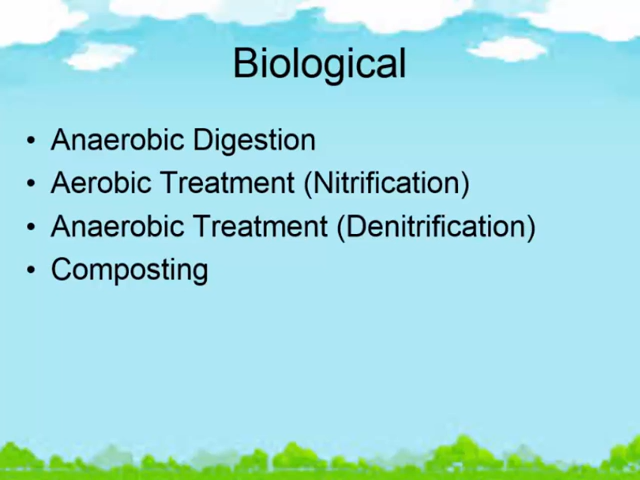 Biological
• Anaerobic Digestion
• Aerobic Treatment (Nitrification)
• Anaerobic Treatment (Denitrification)
• Composting